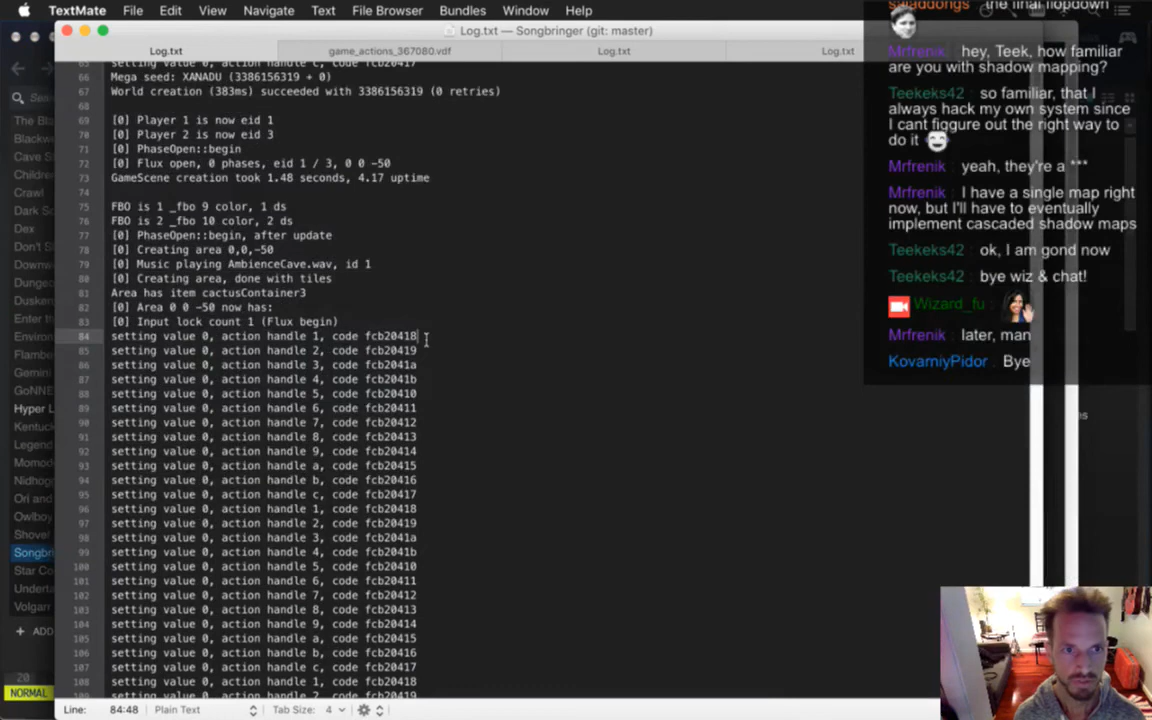 TextMate File Edit View Navigate Text File Browser Bundles Window Help
Log.txt — Songbringer (git: master)
Log.txt game_actions_367080.vdf Log.txt Log.txt
65 setting value 0, action handle c, code fcb20417
66 Mega seed: XANADU (3386156319 + 0)
67 World creation (383ms) succeeded with 3386156319 (0 retries)
68
69 [0] Player 1 is now eid 1
70 [0] Player 2 is now eid 3
71 [0] PhaseOpen::begin
72 [0] Flux open, 0 phases, eid 1 / 3, 0 0 -50
73 GameScene creation took 1.48 seconds, 4.17 uptime
74
75 FBO is 1 _fbo 9 color, 1 ds
76 FBO is 2 _fbo 10 color, 2 ds
77 [0] PhaseOpen::begin, after update
78 [0] Creating area 0,0,-50
79 [0] Music playing AmbienceCave.wav, id 1
80 [0] Creating area, done with tiles
81 Area has item cactusContainer3
82 [0] Area 0 0 -50 now has:
83 [0] Input lock count 1 (Flux begin)
84 setting value 0, action handle 1, code fcb20418
85 setting value 0, action handle 2, code fcb20419
86 setting value 0, action handle 3, code fcb2041a
87 setting value 0, action handle 4, code fcb2041b
88 setting value 0, action handle 5, code fcb20410
89 setting value 0, action handle 6, code fcb20411
90 setting value 0, action handle 7, code fcb20412
91 setting value 0, action handle 8, code fcb20413
92 setting value 0, action handle 9, code fcb20414
93 setting value 0, action handle a, code fcb20415
94 setting value 0, action handle b, code fcb20416
95 setting value 0, action handle c, code fcb20417
96 setting value 0, action handle 1, code fcb20418
97 setting value 0, action handle 2, code fcb20419
98 setting value 0, action handle 3, code fcb2041a
99 setting value 0, action handle 4, code fcb2041b
100 setting value 0, action handle 5, code fcb20410
101 setting value 0, action handle 6, code fcb20411
102 setting value 0, action handle 7, code fcb20412
103 setting value 0, action handle 8, code fcb20413
104 setting value 0, action handle 9, code fcb20414
105 setting value 0, action handle a, code fcb20415
106 setting value 0, action handle b, code fcb20416
107 setting value 0, action handle c, code fcb20417
108 setting value 0, action handle 1, code fcb20418
109 setting value 0, action handle 2, code fcb20419
Line: 84:48 Plain Text Tab Size: 4
Sear
The Bl
Blackw
Cave S
Childre
Crawl
Dark S
Dex
Don't S
Downw
Dunge
Dusker
Enter t
Enviro
Flambe
Gemini
GoNNE
Hyper L
Kentuc
Legend
Momod
Nidhog
Ori and
Owlboy
Shovel
Songbri
Star Co
Underta
Volgarr
+ ADD
20
NORMAL
swaddongs the final flopdown
Mrfrenik hey, Teek, how familiar
are you with shadow mapping?
Teekeks42 so familiar, that I
always hack my own system since
I cant figgure out the right way to
do it
Mrfrenik yeah, they're a ***
Mrfrenik I have a single map right
now, but I'll have to eventually
implement cascaded shadow maps
Teekeks42 ok, I am gond now
Teekeks42 bye wiz & chat!
Wizard_fu
Mrfrenik later, man
KovarniyPidor Bye
es